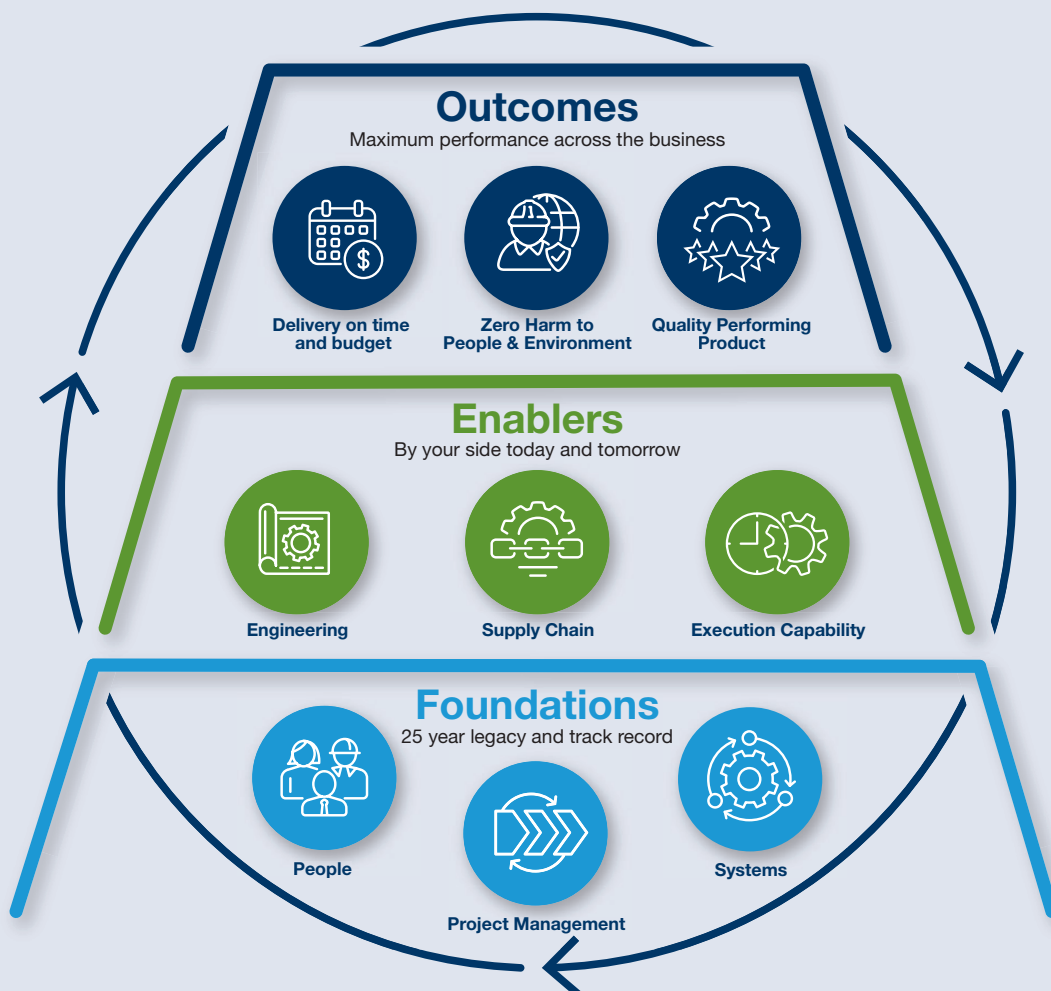 Outcomes
Maximum performance across the business
$
Delivery on time
and budget
Zero Harm to
People & Environment
Quality Performing
Product
Enablers
By your side today and tomorrow
Engineering
Supply Chain
Execution Capability
Foundations
25 year legacy and track record
People
Project Management
Systems